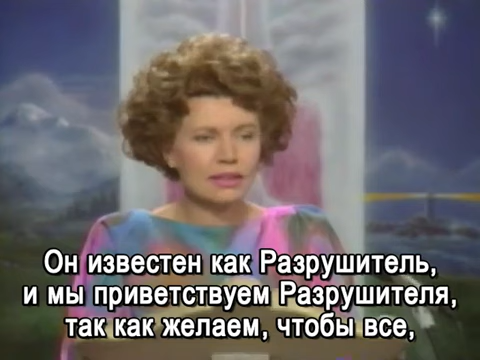 Он известен как Разрушитель,
и мы приветствуем Разрушителя,
так как желаем, чтобы все,